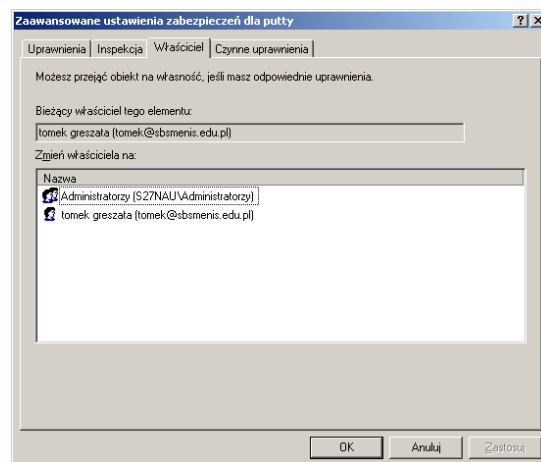 Zaawansowane ustawienia zabezpieczeń dla putty
Uprawnienia Inspekcja Właściciel Czynne uprawnienia
Możesz przejąć obiekt na własność, jeśli masz odpowiednie uprawnienia.
Bieżący właściciel tego elementu:
tomek greszata (tomek@sbsmenis.edu.pl)
Zmień właściciela na:
Nazwa
Administratorzy (S27NAU\Administratorzy)
tomek greszata (tomek@sbsmenis.edu.pl)
OK Anuluj Zastosuj